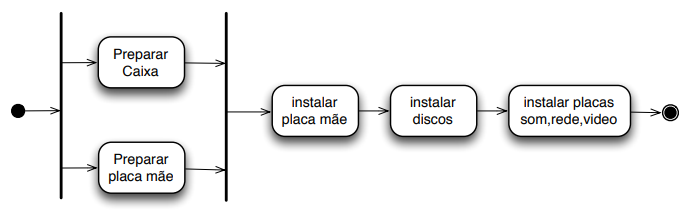 Preparar
Caixa
Preparar
placa mãe
instalar
placa mãe
instalar
discos
instalar placas
som,rede,video